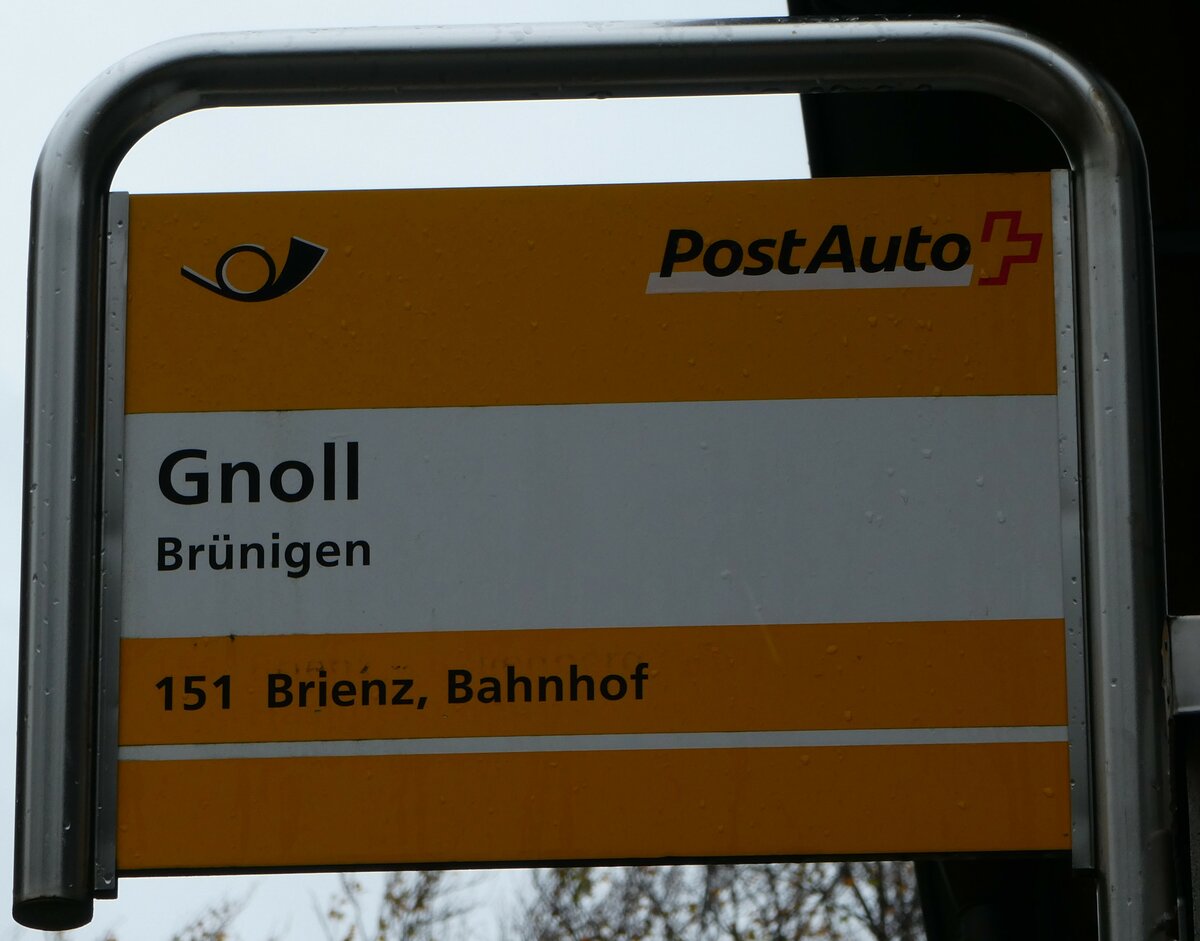 PostAuto
Gnoll
Brünigen
151 Brienz, Bahnhof